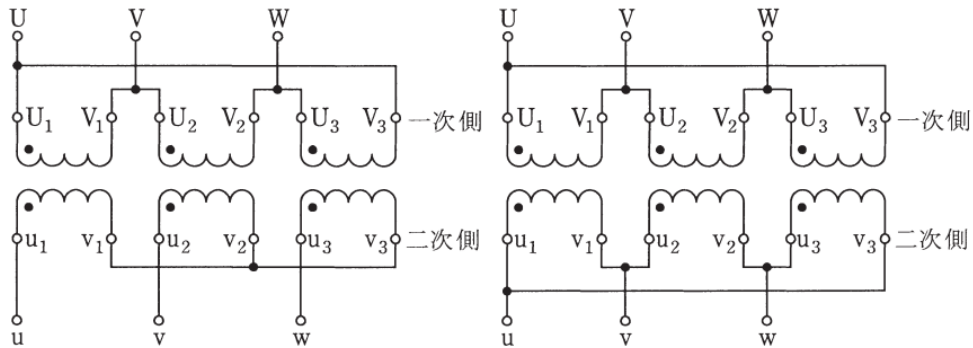 U V W U V W
U1 V1 U2 V2 U3 V3 一次側 U1 V1 U2 V2 U3 V3 一次側
u1 v1 u2 v2 u3 v3 二次側 u1 v1 u2 v2 u3 v3 二次側
u v w u v w